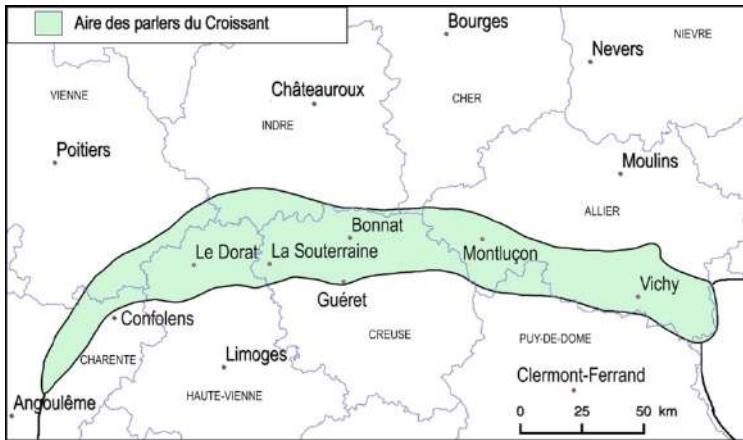 Aire des parlers du Croissant
Bourges
NIEVRE
Nevers
VIENNE
Châteauroux
CHER
INDRE
Poitiers
Moulins
ALLIER
Bonnat
Le Dorat
La Souterraine
Montluçon
Vichy
Guéret
Confolens
CREUSE
PUY-DE-DOME
CHARENTE
Limoges
HAUTE-VIENNE
Clermont-Ferrand
Angoulême
0 25 50 km